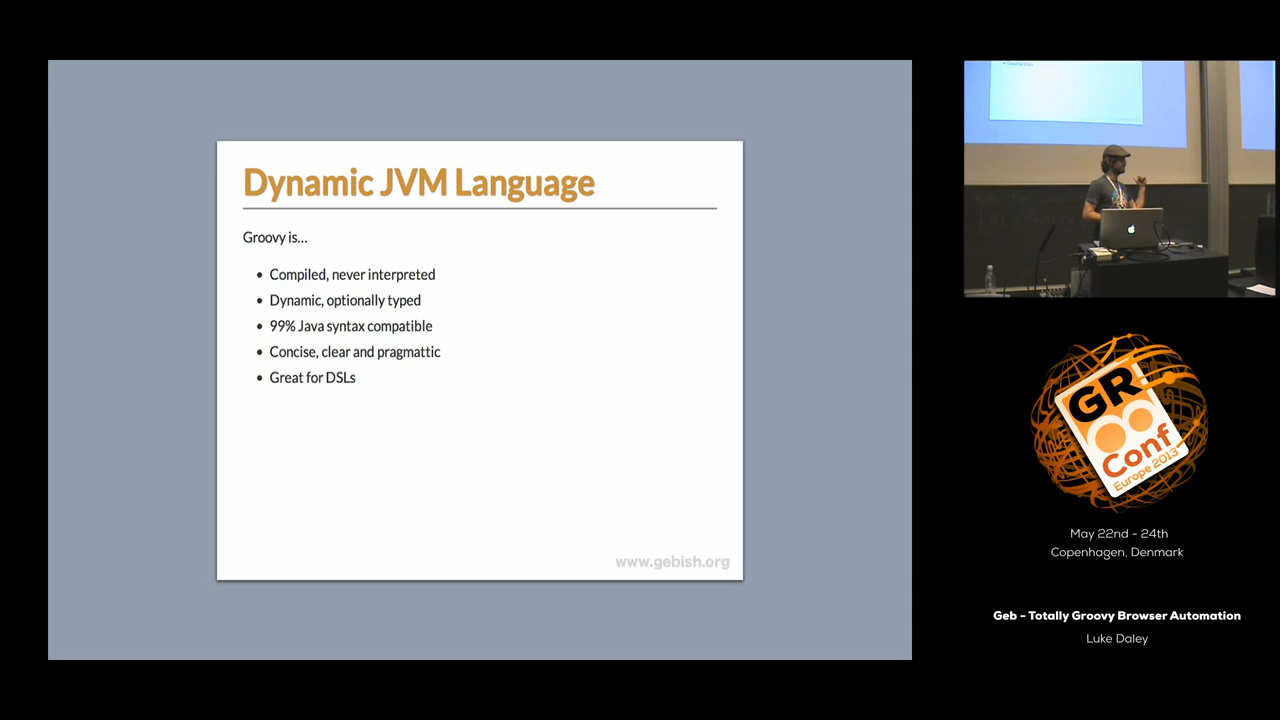 Dynamic JVM Language
Groovy is...
• Compiled, never interpreted
• Dynamic, optionally typed
• 99% Java syntax compatible
• Concise, clear and pragmattic
• Great for DSLs
www.gebish.org
GR8
Conf
Europe 2013
May 22nd - 24th
Copenhagen, Denmark
Geb - Totally Groovy Browser Automation
Luke Daley